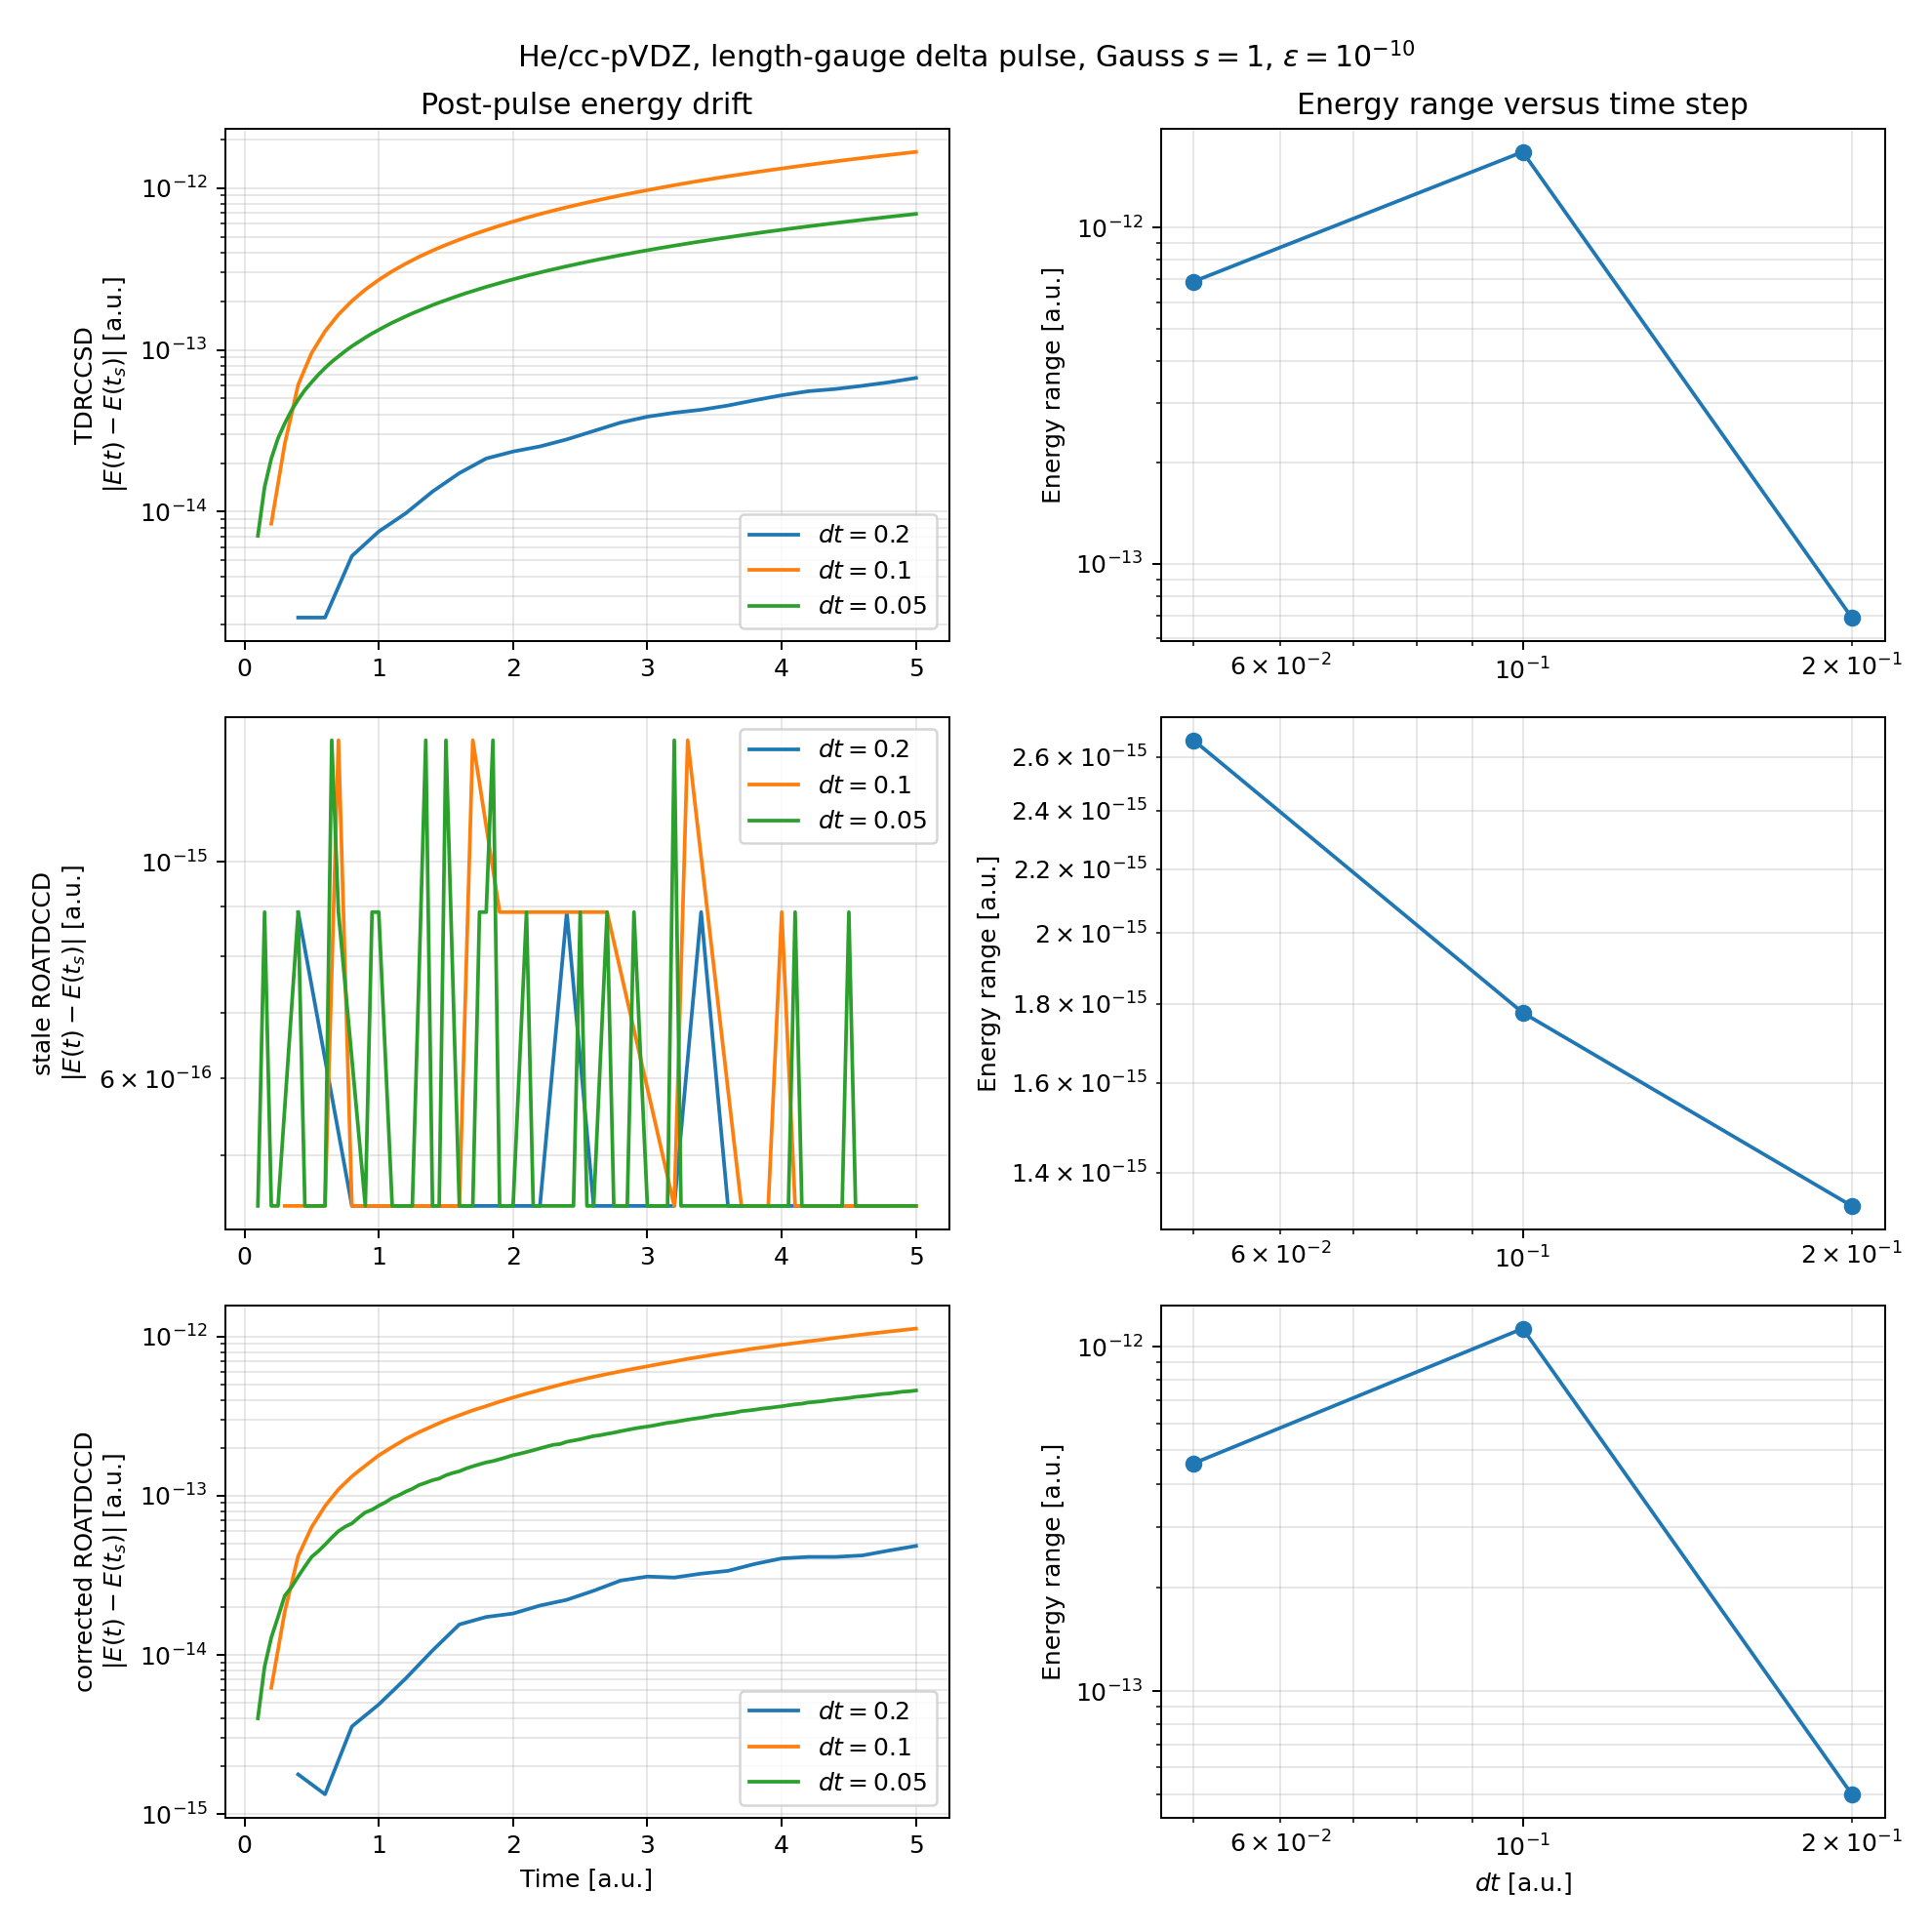 He/cc-pVDZ, length-gauge delta pulse, Gauss $s = 1$, $\epsilon = 10^{-10}$
Post-pulse energy drift
TDRCCSD
$|E(t) - E(t_s)|$ [a.u.]
10⁻¹²
10⁻¹³
10⁻¹⁴
0 1 2 3 4 5
dt = 0.2
dt = 0.1
dt = 0.05
Energy range versus time step
Energy range [a.u.]
10⁻¹²
10⁻¹³
6 × 10⁻² 10⁻¹ 2 × 10⁻¹
stale ROATDCCD
$|E(t) - E(t_s)|$ [a.u.]
10⁻¹⁵
6 × 10⁻¹⁶
0 1 2 3 4 5
dt = 0.2
dt = 0.1
dt = 0.05
Energy range [a.u.]
2.6 × 10⁻¹⁵
2.4 × 10⁻¹⁵
2.2 × 10⁻¹⁵
2 × 10⁻¹⁵
1.8 × 10⁻¹⁵
1.6 × 10⁻¹⁵
1.4 × 10⁻¹⁵
6 × 10⁻² 10⁻¹ 2 × 10⁻¹
corrected ROATDCCD
$|E(t) - E(t_s)|$ [a.u.]
10⁻¹²
10⁻¹³
10⁻¹⁴
10⁻¹⁵
0 1 2 3 4 5
Time [a.u.]
dt = 0.2
dt = 0.1
dt = 0.05
Energy range [a.u.]
10⁻¹²
10⁻¹³
6 × 10⁻² 10⁻¹ 2 × 10⁻¹
dt [a.u.]